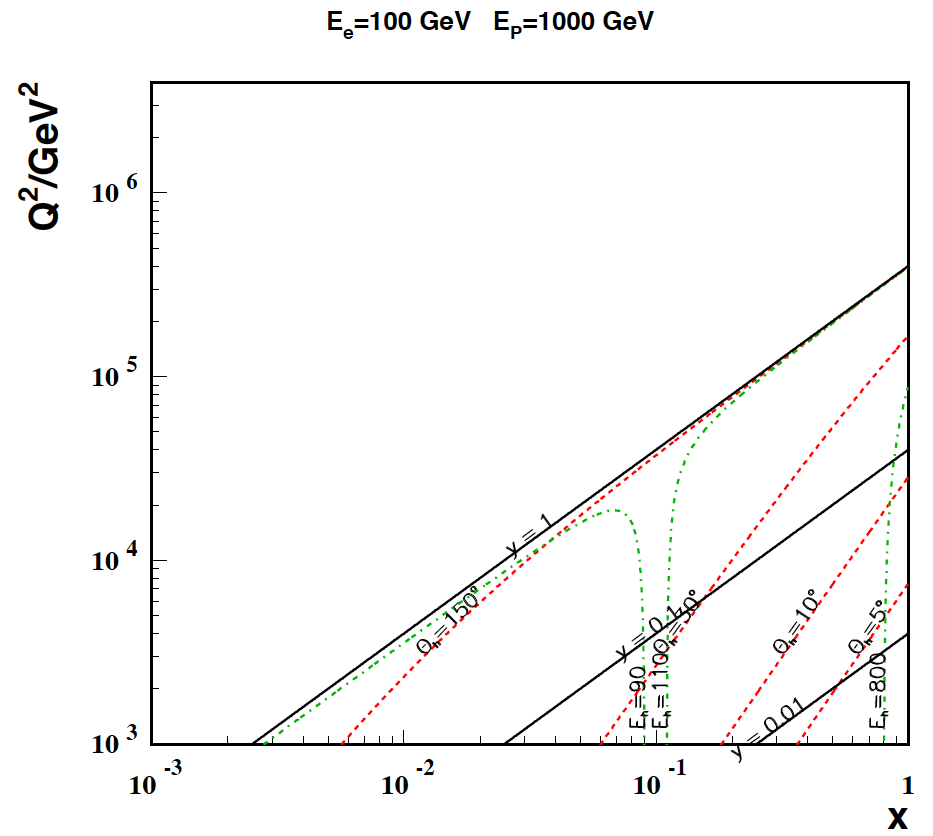 E_e=100 GeV E_P=1000 GeV
Q²/GeV²
10⁶
10⁵
10⁴
10³
y = 1
Θ_h=150°
y = 0.1
E_h=90
E_h=110
Θ_h=30°
Θ_h=10°
Θ_h=5°
y = 0.01
E_h=800
10⁻³
10⁻²
10⁻¹
1
x